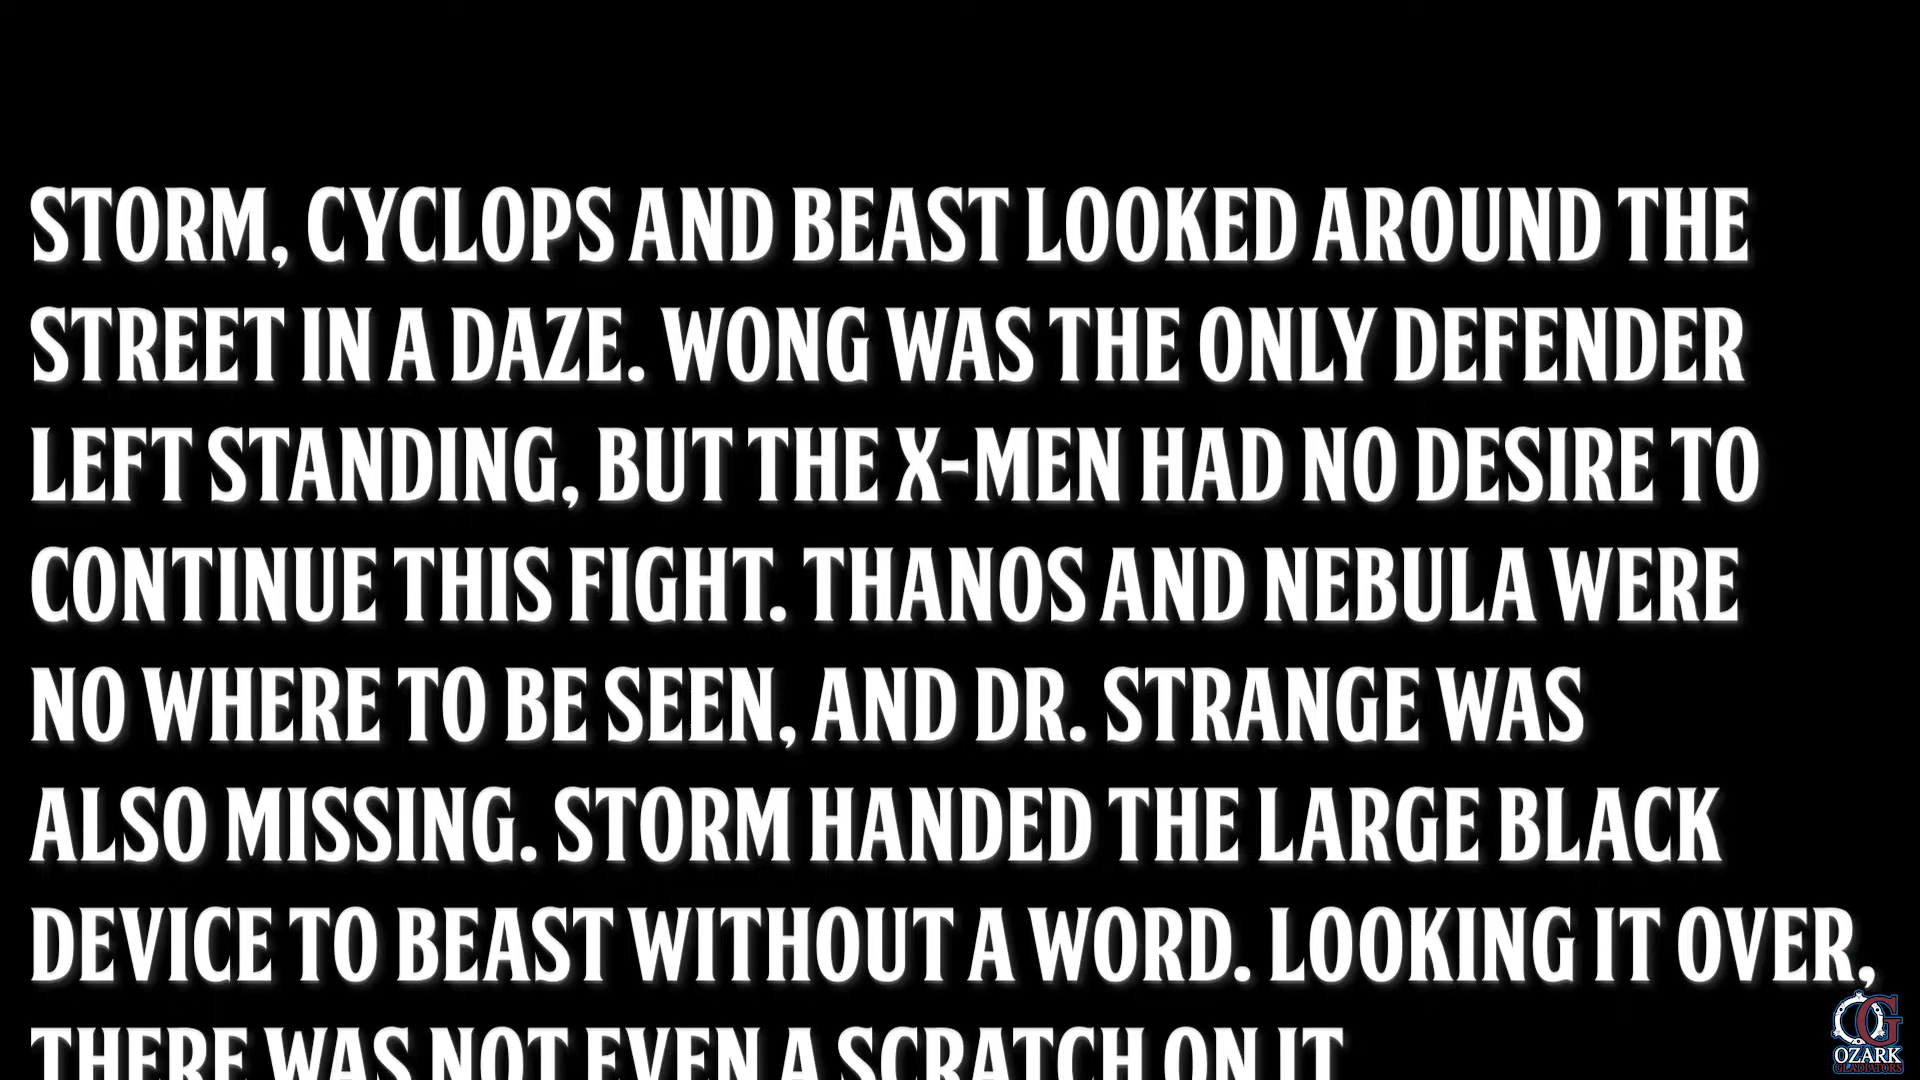 STORM, CYCLOPS AND BEAST LOOKED AROUND THE
STREET IN A DAZE. WONG WAS THE ONLY DEFENDER
LEFT STANDING, BUT THE X-MEN HAD NO DESIRE TO
CONTINUE THIS FIGHT. THANOS AND NEBULA WERE
NO WHERE TO BE SEEN, AND DR. STRANGE WAS
ALSO MISSING. STORM HANDED THE LARGE BLACK
DEVICE TO BEAST WITHOUT A WORD. LOOKING IT OVER,
THERE WAS NOT EVEN A SCRATCH ON IT
OG
OZARK
GLADIATORS